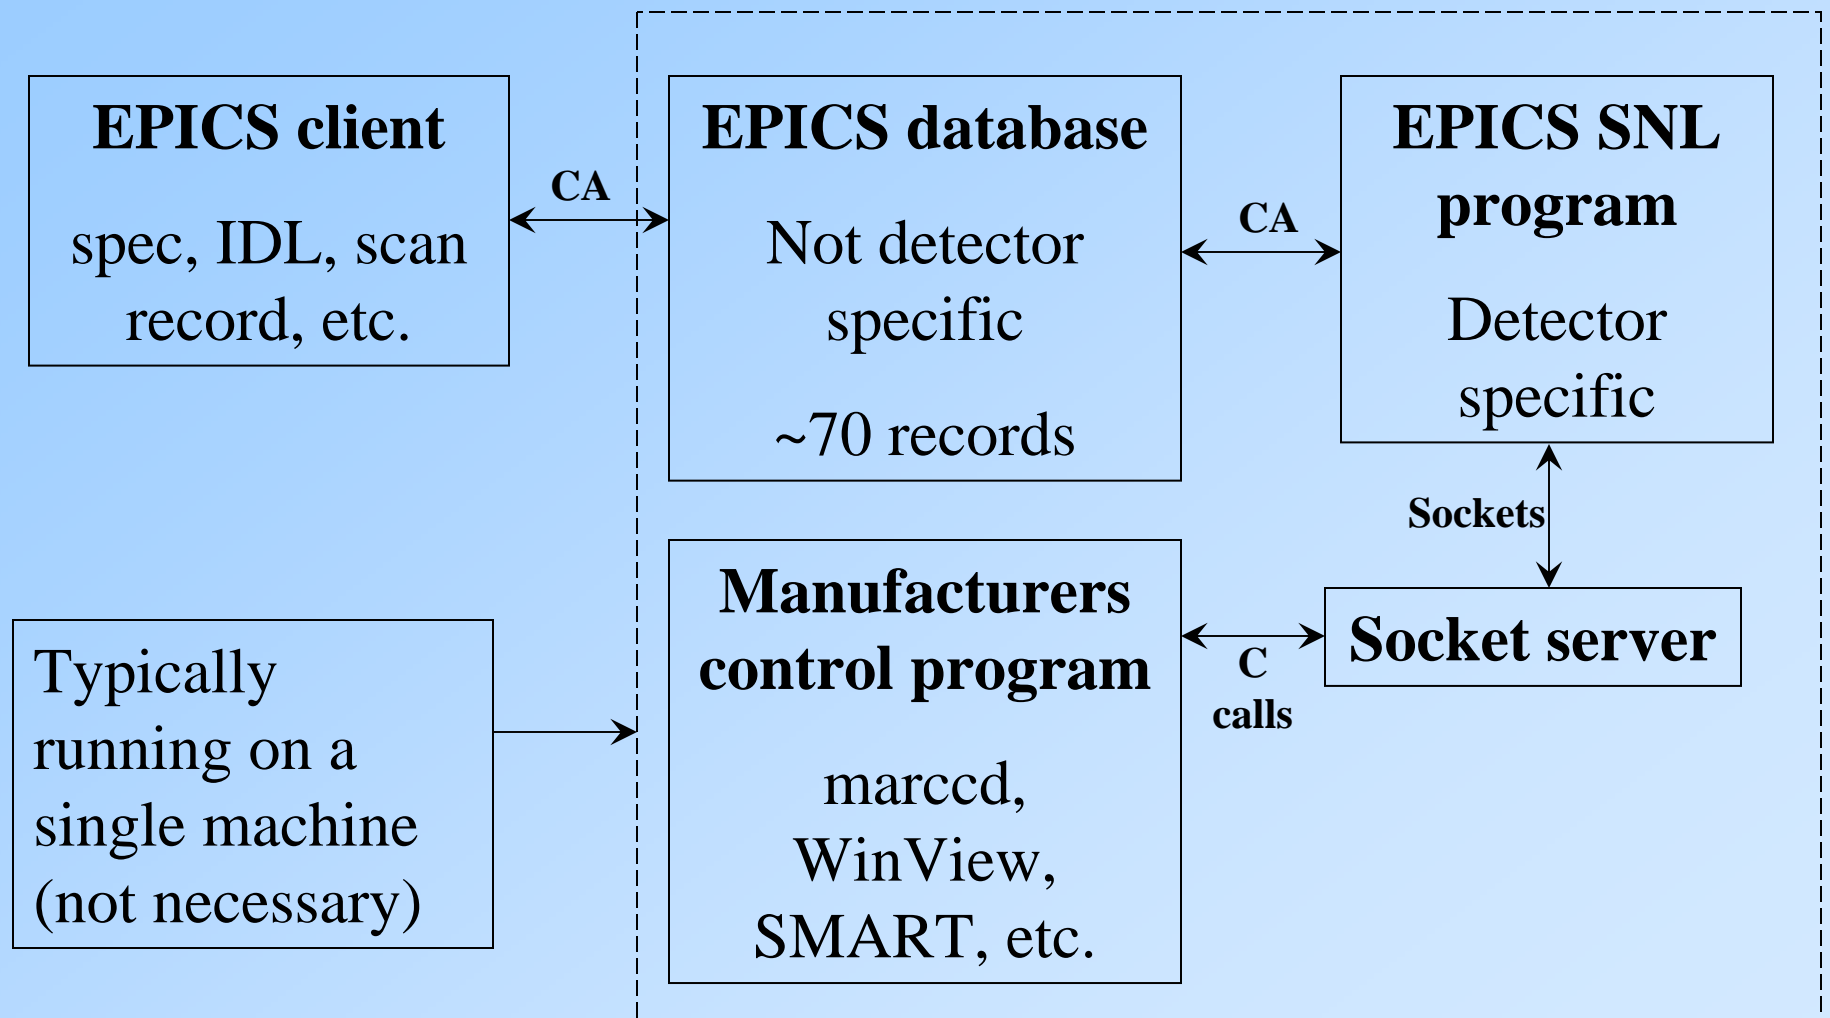 EPICS client
spec, IDL, scan
record, etc.
CA
EPICS database
Not detector
specific
~70 records
CA
EPICS SNL
program
Detector
specific
Sockets
Socket server
C
calls
Manufacturers
control program
marccd,
WinView,
SMART, etc.
Typically
running on a
single machine
(not necessary)